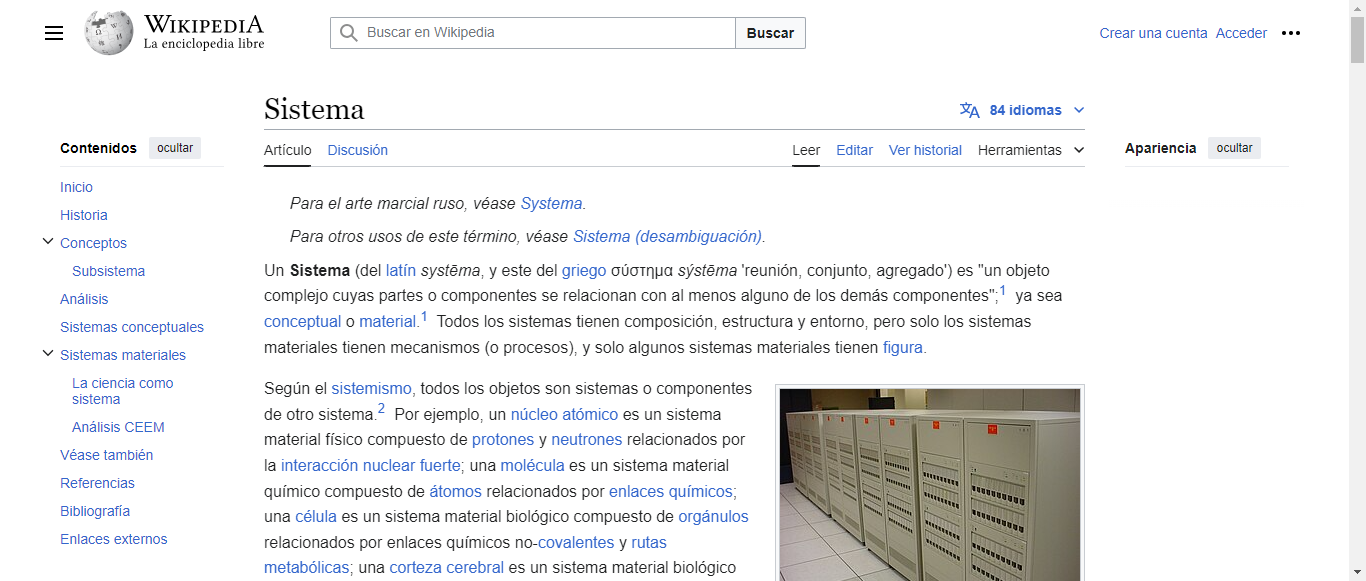 WIKIPEDIA
La enciclopedia libre
Buscar en Wikipedia
Buscar
Crear una cuenta Acceder
Sistema
84 idiomas
Contenidos ocultar
Artículo Discusión
Leer Editar Ver historial Herramientas
Apariencia ocultar
Inicio
Historia
Conceptos
Subsistema
Análisis
Sistemas conceptuales
Sistemas materiales
La ciencia como
sistema
Análisis CEEM
Véase también
Referencias
Bibliografía
Enlaces externos
Para el arte marcial ruso, véase Systema.
Para otros usos de este término, véase Sistema (desambiguación).
Un Sistema (del latín systēma, y este del griego σύστημα sýstēma 'reunión, conjunto, agregado') es "un objeto
complejo cuyas partes o componentes se relacionan con al menos alguno de los demás componentes";1 ya sea
conceptual o material.1 Todos los sistemas tienen composición, estructura y entorno, pero solo los sistemas
materiales tienen mecanismos (o procesos), y solo algunos sistemas materiales tienen figura.
Según el sistemismo, todos los objetos son sistemas o componentes
de otro sistema.2 Por ejemplo, un núcleo atómico es un sistema
material físico compuesto de protones y neutrones relacionados por
la interacción nuclear fuerte; una molécula es un sistema material
químico compuesto de átomos relacionados por enlaces químicos;
una célula es un sistema material biológico compuesto de orgánulos
relacionados por enlaces químicos no-covalentes y rutas
metabólicas; una corteza cerebral es un sistema material biológico